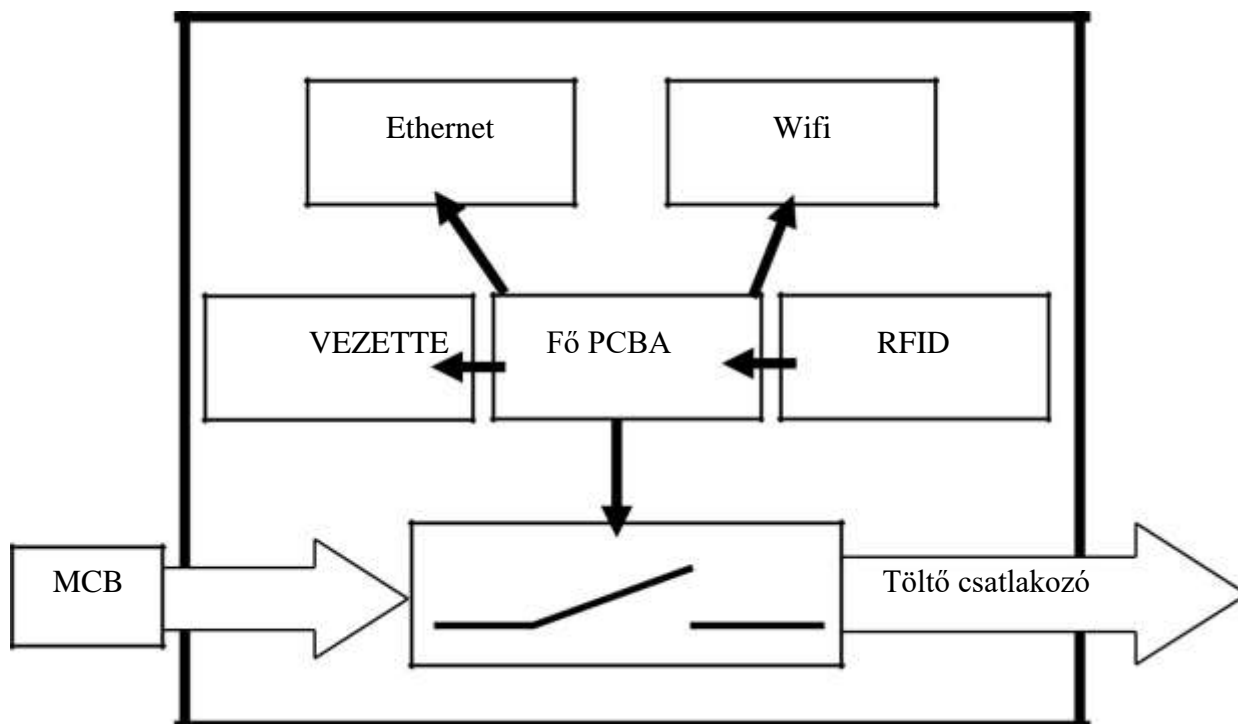 Ethernet
Wifi
VEZETTE
Fő PCBA
RFID
MCB
Töltő csatlakozó